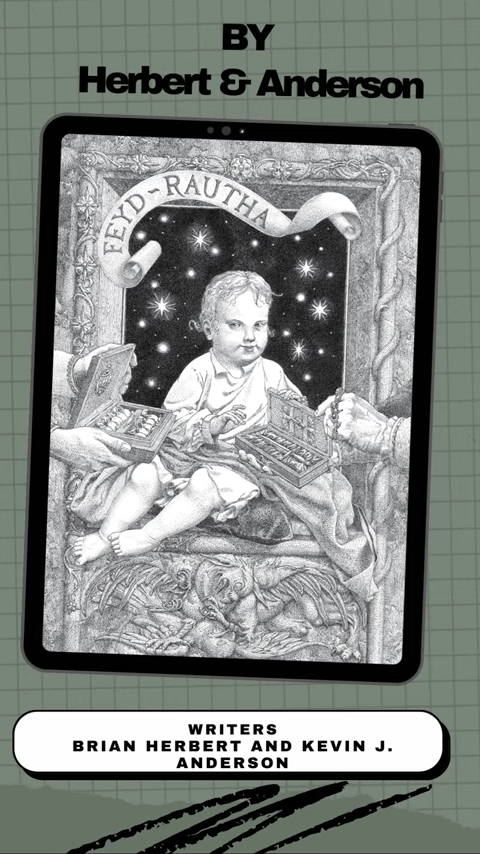 BY
Herbert & Anderson
FEYD-RAUTHA
WRITERS
BRIAN HERBERT AND KEVIN J.
ANDERSON